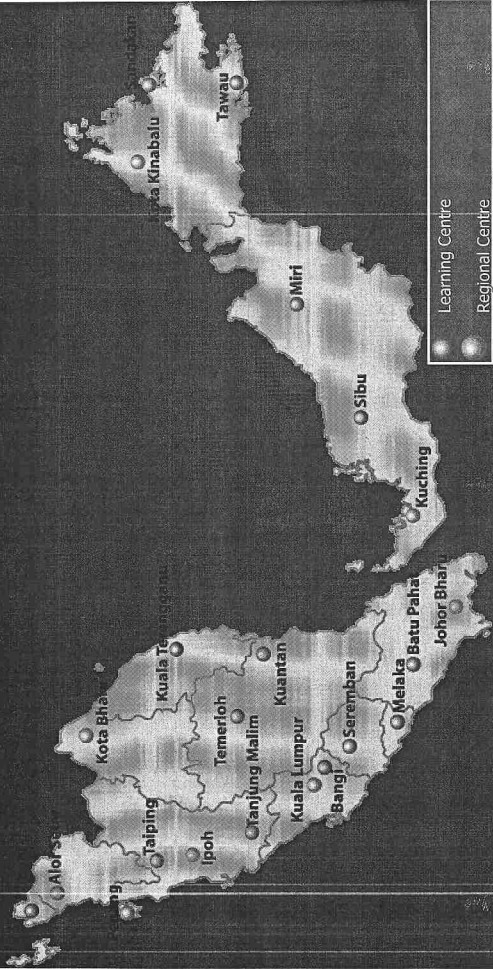 Kota Kinabalu
Tawau
Miri
Sibu
Kuching
Kota Bharu
Kuala Terengganu
Kuantan
Temerloh
Taiping
Ipoh
Tanjung Malim
Kuala Lumpur
Bangi
Seremban
Melaka
Batu Pahat
Johor Bharu
Learning Centre
Regional Centre